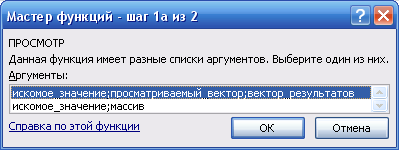 Мастер функций - шаг 1а из 2
ПРОСМОТР
Данная функция имеет разные списки аргументов. Выберите один из них.
Аргументы:
искомое_значение;просматриваемый_вектор;вектор_результатов
искомое_значение;массив
Справка по этой функции
ОК
Отмена